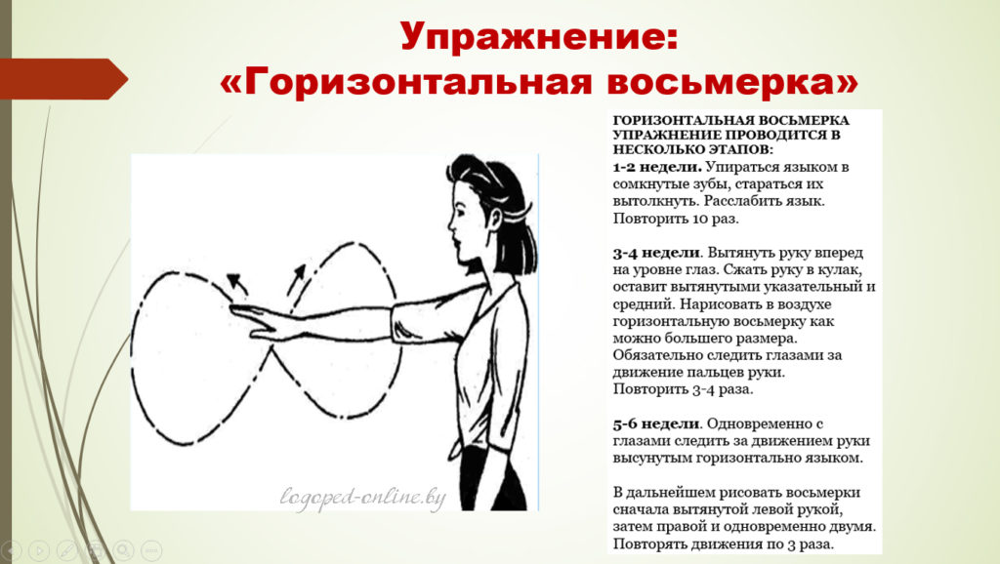 Упражнение:
«Горизонтальная восьмерка»
ГОРИЗОНТАЛЬНАЯ ВОСЬМЕРКА
УПРАЖНЕНИЕ ПРОВОДИТСЯ В
НЕСКОЛЬКО ЭТАПОВ:
1-2 недели. Упираться языком в
сомкнутые зубы, стараться их
вытолкнуть. Расслабить язык.
Повторить 10 раз.
3-4 недели. Вытянуть руку вперед
на уровне глаз. Сжать руку в кулак,
оставит вытянутыми указательный и
средний. Нарисовать в воздухе
горизонтальную восьмерку как
можно большего размера.
Обязательно следить глазами за
движение пальцев руки.
Повторить 3-4 раза.
5-6 недели. Одновременно с
глазами следить за движением руки
высунутым горизонтально языком.
В дальнейшем рисовать восьмерки
сначала вытянутой левой рукой,
затем правой и одновременно двумя.
Повторять движения по 3 раза.
logoped-online.by